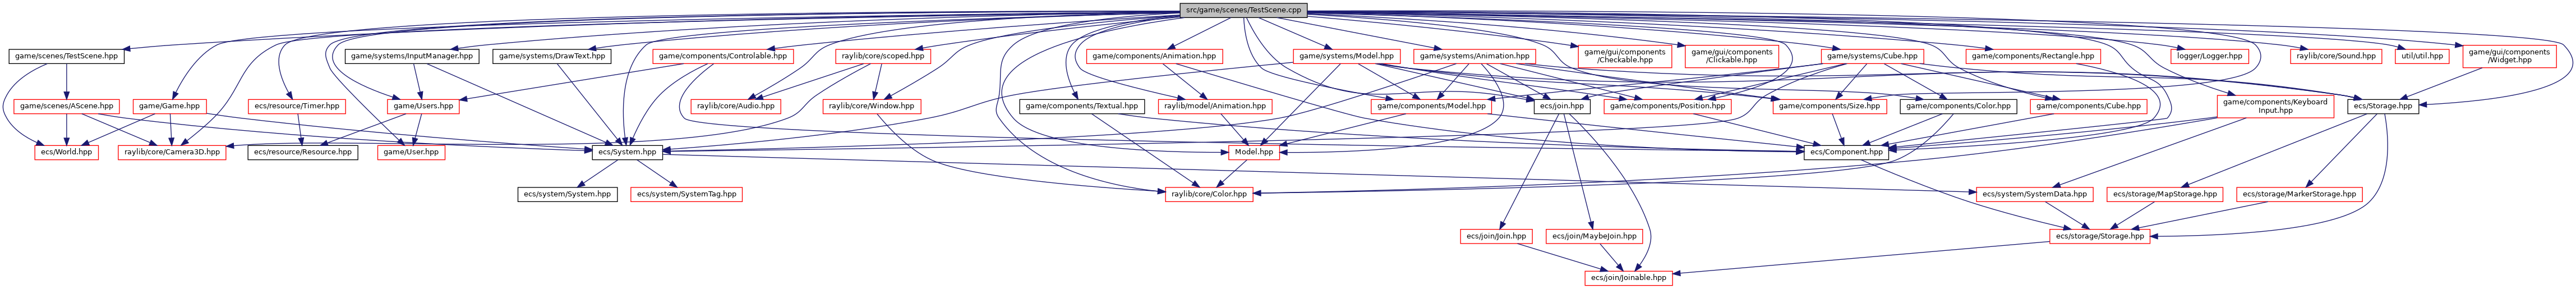 src/game/scenes/TestScene.cpp
game/scenes/TestScene.hpp
game/systems/InputManager.hpp
game/systems/DrawText.hpp
game/components/Controlable.hpp
raylib/core/scoped.hpp
game/components/Animation.hpp
game/systems/Model.hpp
game/systems/Animation.hpp
game/gui/components
/Checkable.hpp
game/gui/components
/Clickable.hpp
game/systems/Cube.hpp
game/components/Rectangle.hpp
logger/Logger.hpp
raylib/core/Sound.hpp
util/util.hpp
game/gui/components
/Widget.hpp
game/scenes/AScene.hpp
game/Game.hpp
ecs/resource/Timer.hpp
game/Users.hpp
raylib/core/Audio.hpp
raylib/core/Window.hpp
game/components/Textual.hpp
raylib/model/Animation.hpp
game/components/Model.hpp
ecs/join.hpp
game/components/Position.hpp
game/components/Size.hpp
game/components/Color.hpp
game/components/Cube.hpp
game/components/Keyboard
Input.hpp
ecs/Storage.hpp
ecs/World.hpp
raylib/core/Camera3D.hpp
ecs/resource/Resource.hpp
game/User.hpp
ecs/System.hpp
Model.hpp
ecs/Component.hpp
ecs/system/System.hpp
ecs/system/SystemTag.hpp
raylib/core/Color.hpp
ecs/system/SystemData.hpp
ecs/storage/MapStorage.hpp
ecs/storage/MarkerStorage.hpp
ecs/join/Join.hpp
ecs/join/MaybeJoin.hpp
ecs/storage/Storage.hpp
ecs/join/Joinable.hpp